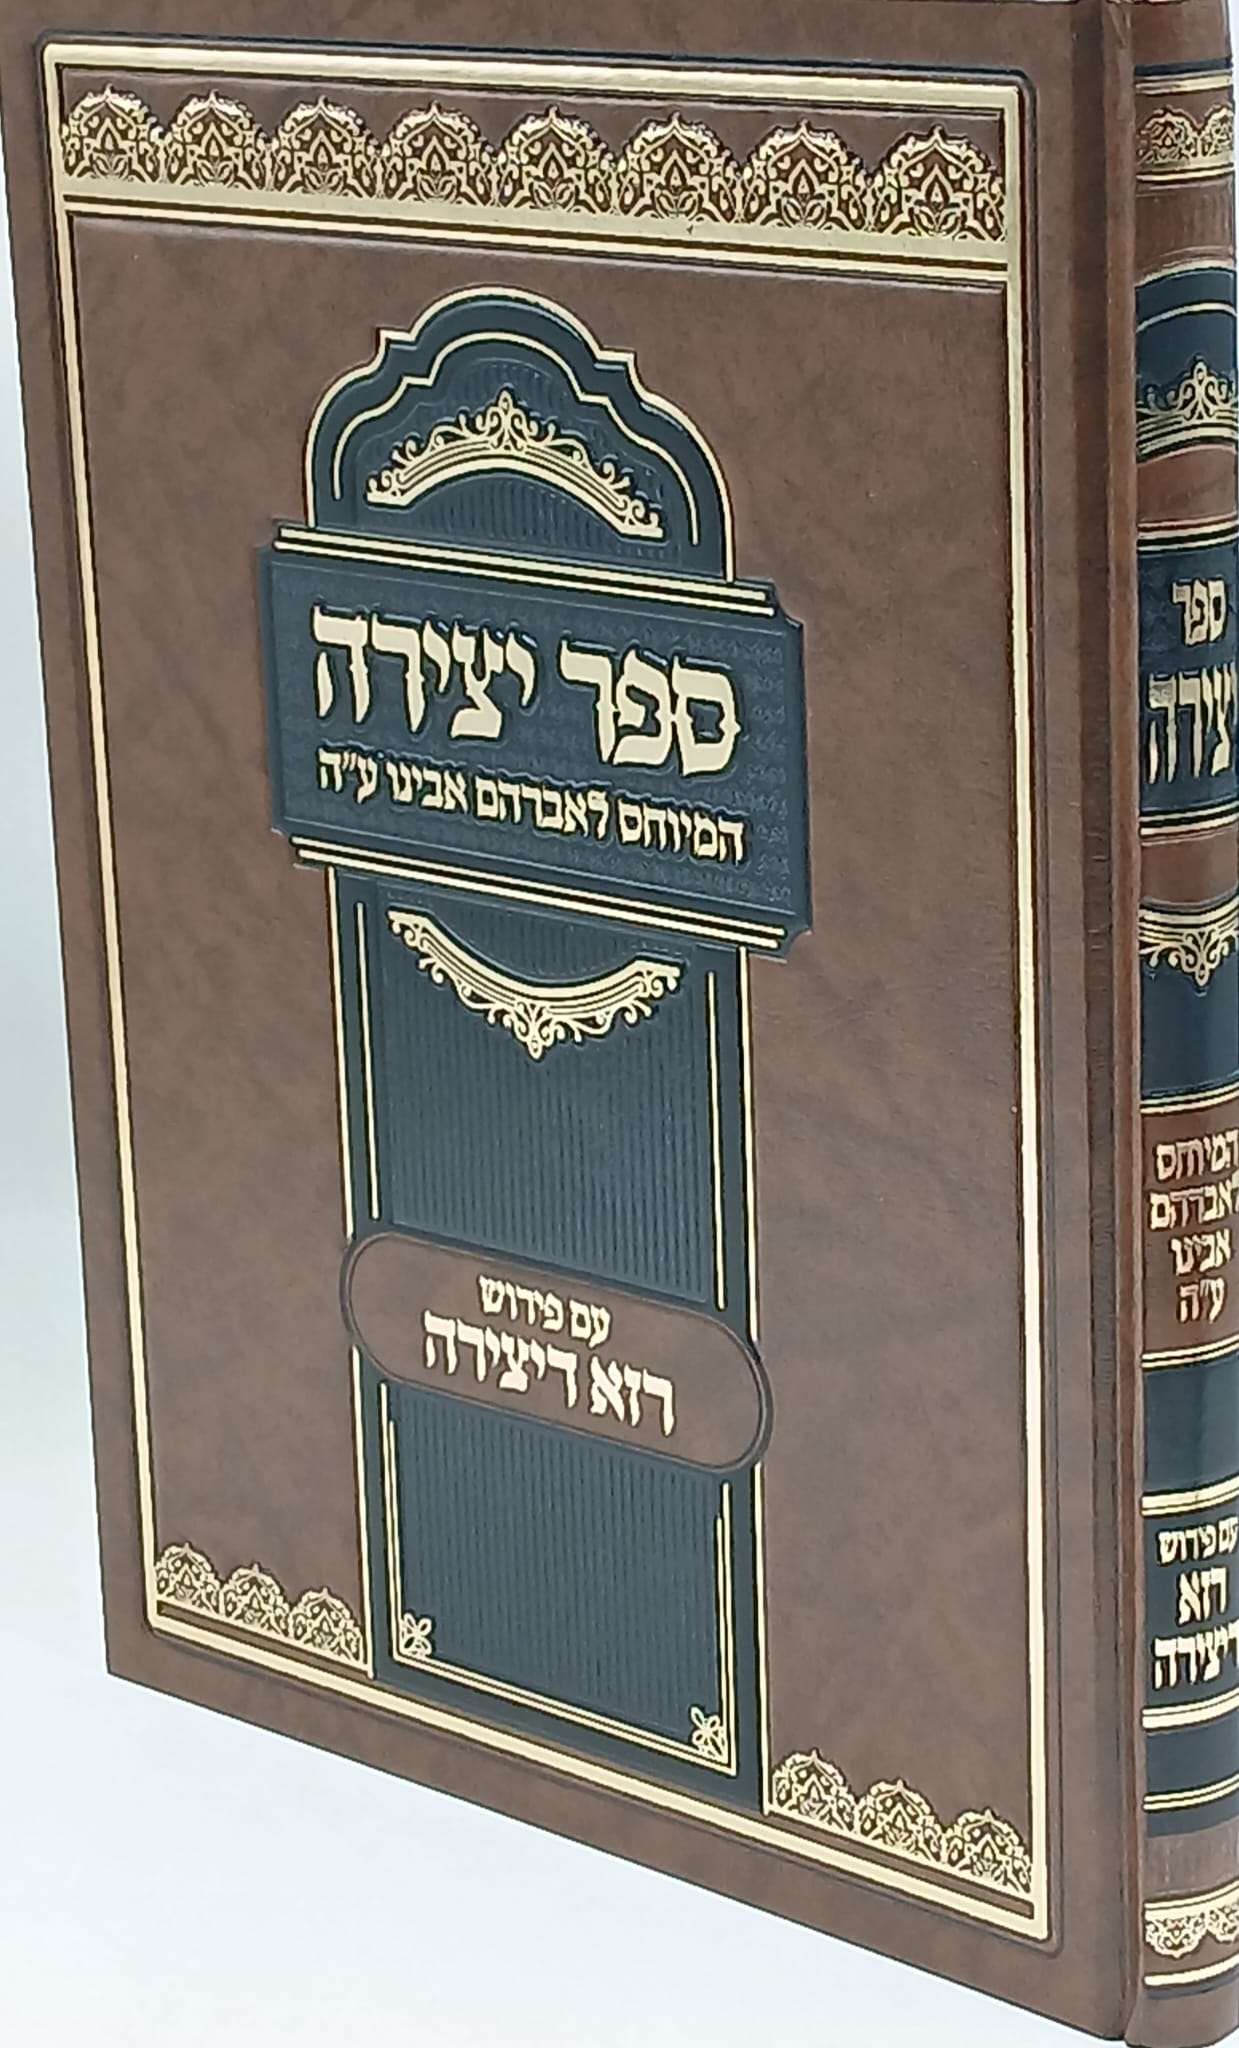 ספר יצירה
המיוחס לאברהם אבינו ע"ה
עם פירוש
רזא דיצירה
ספר
יצירה
המיוחס
לאברהם
אבינו
ע"ה
עם פירוש
רזא
דיצירה